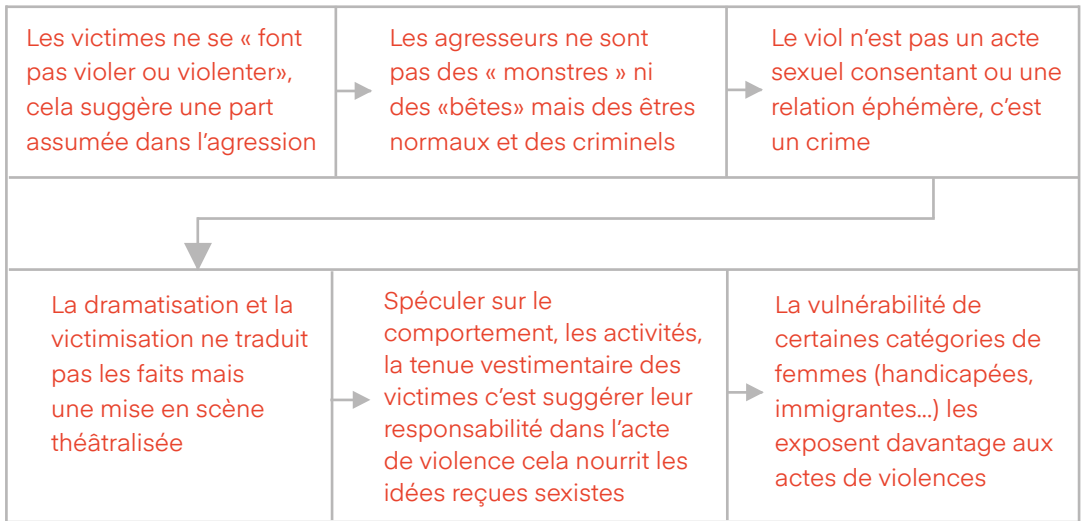 Les victimes ne se « font
pas violer ou violenter»,
cela suggère une part
assumée dans l'agression
Les agresseurs ne sont
pas des « monstres » ni
des «bêtes» mais des êtres
normaux et des criminels
Le viol n'est pas un acte
sexuel consentant ou une
relation éphémère, c'est
un crime
La dramatisation et la
victimisation ne traduit
pas les faits mais
une mise en scène
théâtralisée
Spéculer sur le
comportement, les activités,
la tenue vestimentaire des
victimes c'est suggérer leur
responsabilité dans l'acte
de violence cela nourrit les
idées reçues sexistes
La vulnérabilité de
certaines catégories de
femmes (handicapées,
immigrantes...) les
exposent davantage aux
actes de violences